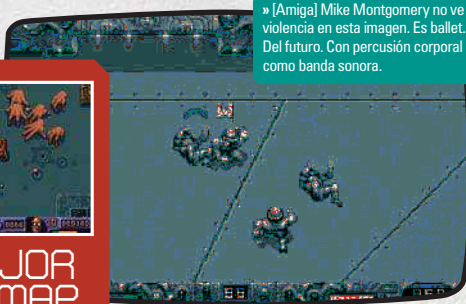 » [Amiga] Mike Montgomery no ve
violencia en esta imagen. Es ballet.
Del futuro. Con percusión corporal
como banda sonora.
JOR
MAP